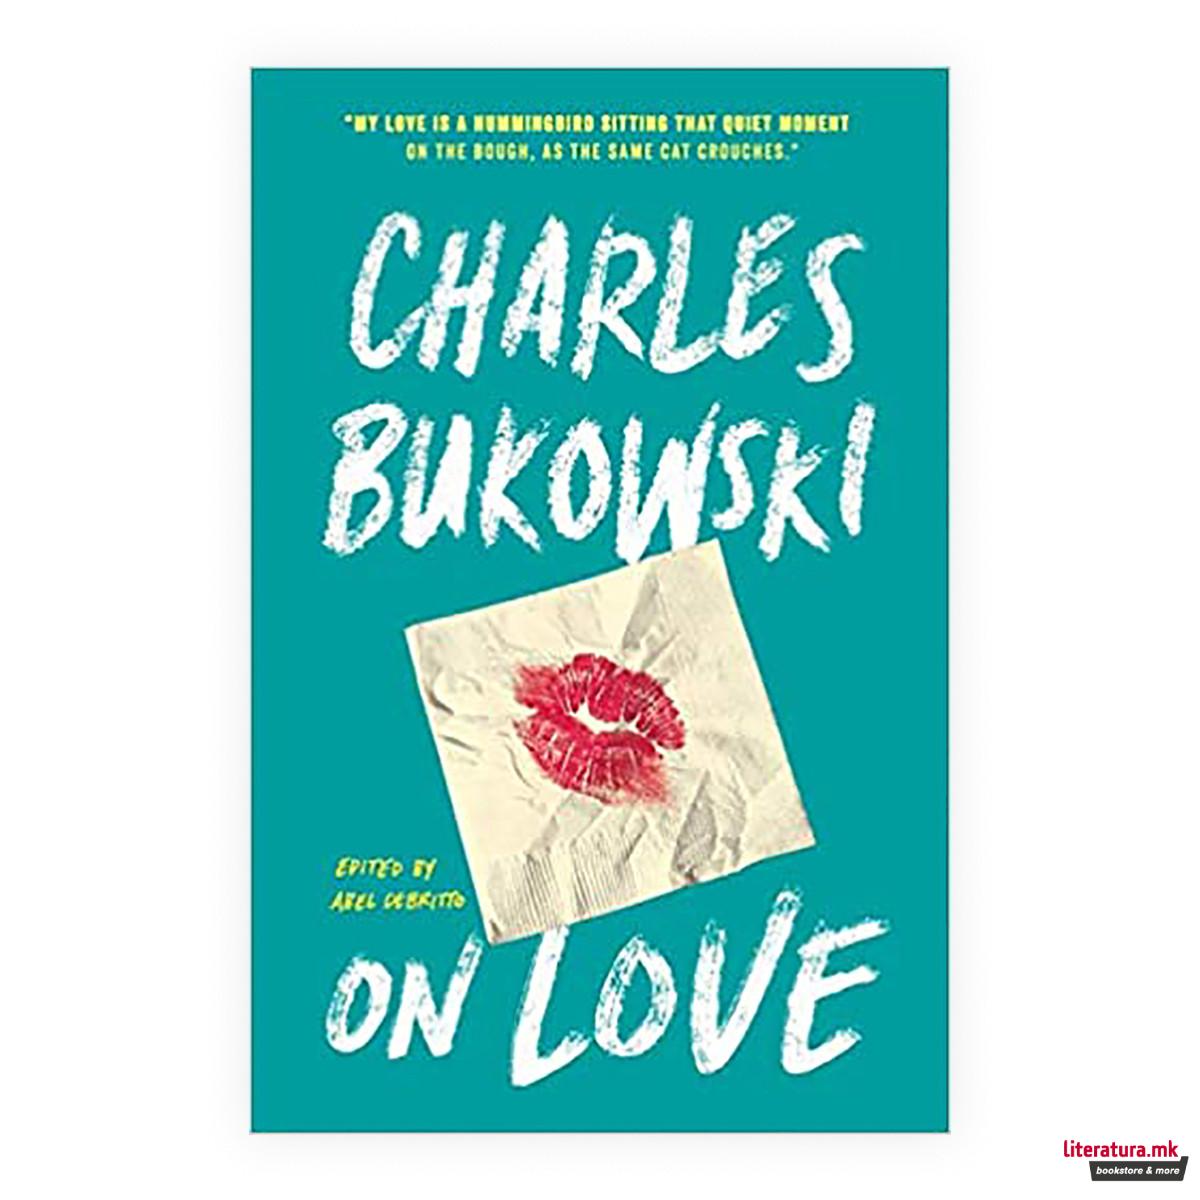 "MY LOVE IS A HUMMINGBIRD SITTING THAT QUIET MOMENT
ON THE BOUGH, AS THE SAME CAT CROUCHES."
CHARLES
BUKOWSKI
EDITED BY
ABEL DEBRITTO
ON LOVE
literatura.mk
bookstore & more